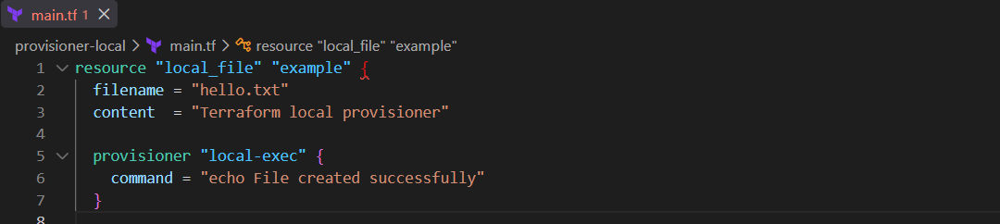 main.tf 1 ×
provisioner-local > main.tf > resource "local_file" "example"
1 resource "local_file" "example" {
2 filename = "hello.txt"
3 content  = "Terraform local provisioner"
4
5 provisioner "local-exec" {
6 command = "echo File created successfully"
7 }
8